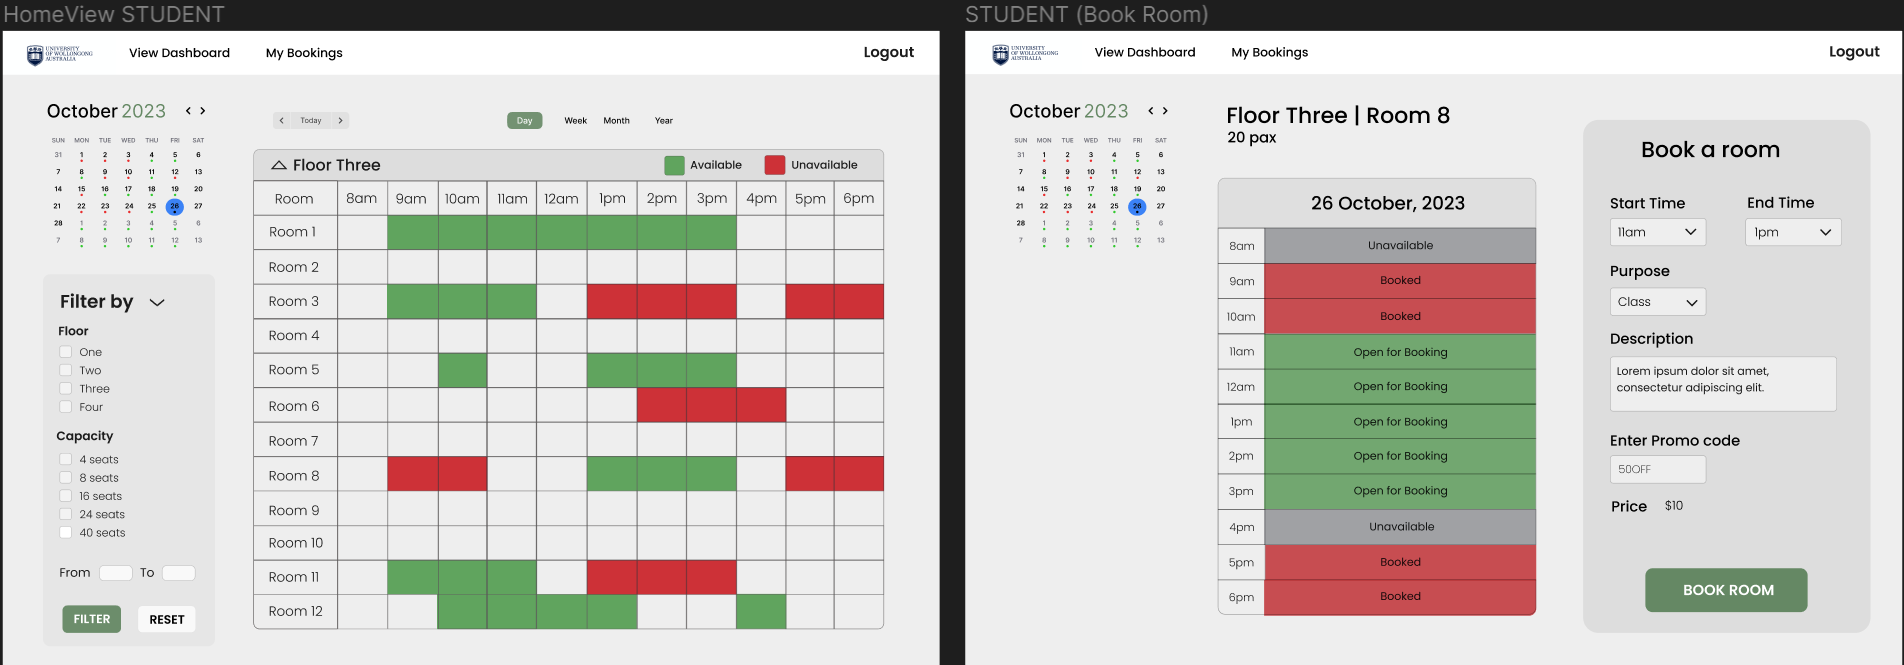 HomeView STUDENT
UNIVERSITY
OF WOLLONGONG
AUSTRALIA
View Dashboard
My Bookings
Logout
October 2023
< >
SUN MON TUE WED THU FRI SAT
31 1 2 3 4 5 6
7 8 9 10 11 12 13
14 15 16 17 18 19 20
21 22 23 24 25 26 27
28 1 2 3 4 5 6
7 8 9 10 11 12 13
Filter by
Floor
One
Two
Three
Four
Capacity
4 seats
8 seats
16 seats
24 seats
40 seats
From To
FILTER RESET
< Today >
Day Week Month Year
Floor Three
Available Unavailable
Room 8am 9am 10am 11am 12am 1pm 2pm 3pm 4pm 5pm 6pm
Room 1
Room 2
Room 3
Room 4
Room 5
Room 6
Room 7
Room 8
Room 9
Room 10
Room 11
Room 12
STUDENT (Book Room)
UNIVERSITY
OF WOLLONGONG
AUSTRALIA
View Dashboard
My Bookings
Logout
October 2023
< >
SUN MON TUE WED THU FRI SAT
31 1 2 3 4 5 6
7 8 9 10 11 12 13
14 15 16 17 18 19 20
21 22 23 24 25 26 27
28 1 2 3 4 5 6
7 8 9 10 11 12 13
Floor Three | Room 8
20 pax
26 October, 2023
8am Unavailable
9am Booked
10am Booked
11am Open for Booking
12am Open for Booking
1pm Open for Booking
2pm Open for Booking
3pm Open for Booking
4pm Unavailable
5pm Booked
6pm Booked
Book a room
Start Time End Time
11am 1pm
Purpose
Class
Description
Lorem ipsum dolor sit amet,
consectetur adipiscing elit.
Enter Promo code
50OFF
Price $10
BOOK ROOM